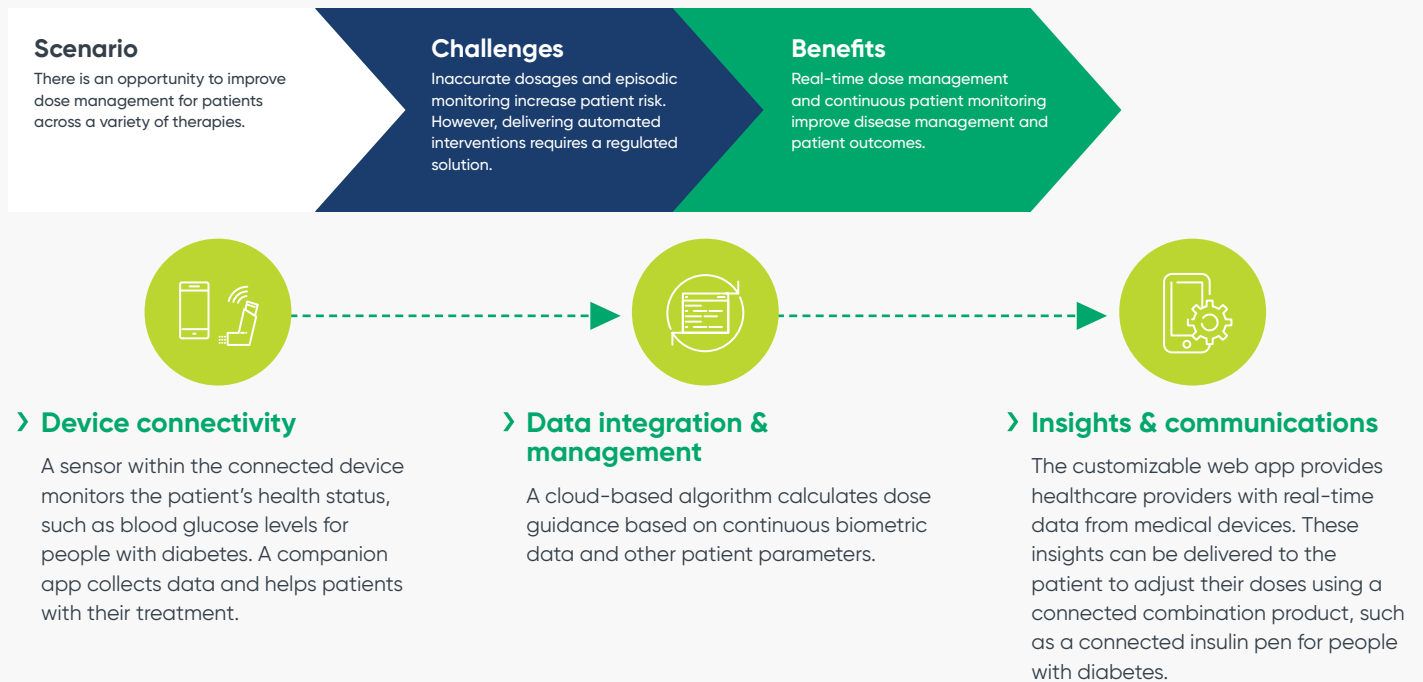 Scenario
There is an opportunity to improve
dose management for patients
across a variety of therapies.
Challenges
Inaccurate dosages and episodic
monitoring increase patient risk.
However, delivering automated
interventions requires a regulated
solution.
Benefits
Real-time dose management
and continuous patient monitoring
improve disease management and
patient outcomes.
Device connectivity
A sensor within the connected device
monitors the patient’s health status,
such as blood glucose levels for
people with diabetes. A companion
app collects data and helps patients
with their treatment.
Data integration &
management
A cloud-based algorithm calculates dose
guidance based on continuous biometric
data and other patient parameters.
Insights & communications
The customizable web app provides
healthcare providers with real-time
data from medical devices. These
insights can be delivered to the
patient to adjust their doses using a
connected combination product, such
as a connected insulin pen for people
with diabetes.